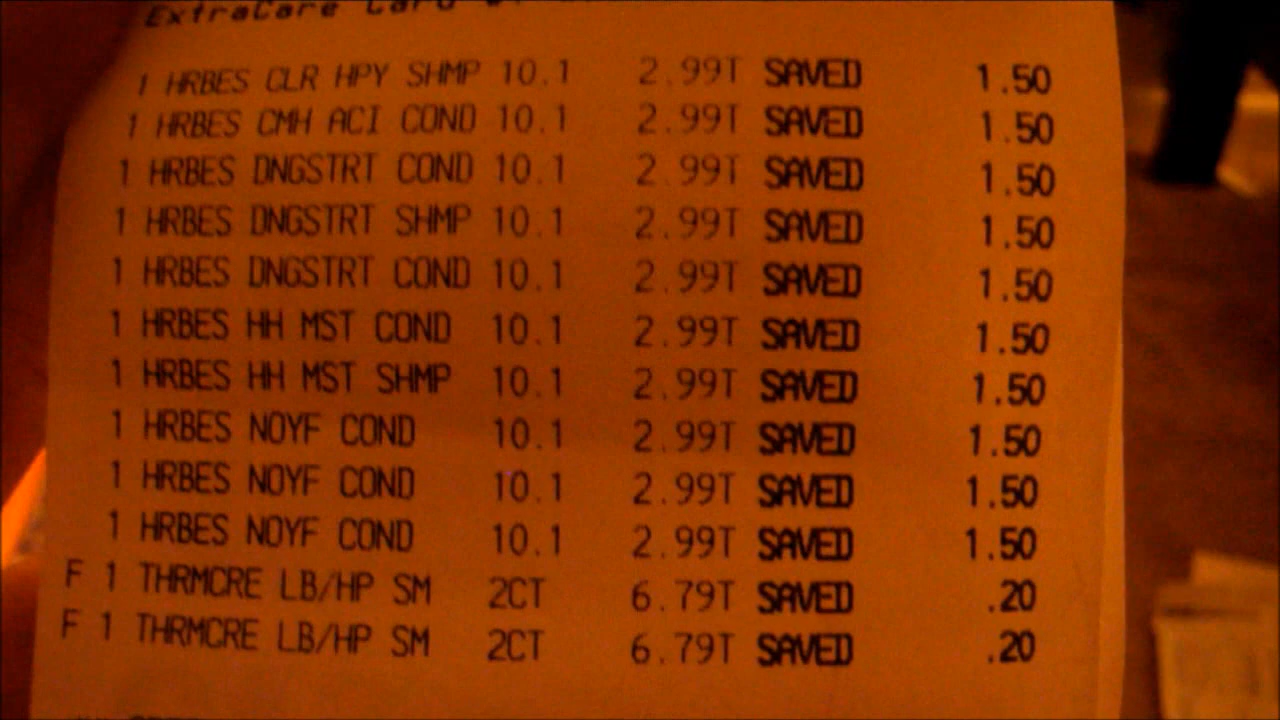 ExtraCare Card
1 HRBES CLR HPY SHMP 10.1 2.99T SAVED 1.50
1 HRBES CMH ACI COND 10.1 2.99T SAVED 1.50
1 HRBES DNGSTRT COND 10.1 2.99T SAVED 1.50
1 HRBES DNGSTRT SHMP 10.1 2.99T SAVED 1.50
1 HRBES DNGSTRT COND 10.1 2.99T SAVED 1.50
1 HRBES HH MST COND 10.1 2.99T SAVED 1.50
1 HRBES HH MST SHMP 10.1 2.99T SAVED 1.50
1 HRBES NOYF COND 10.1 2.99T SAVED 1.50
1 HRBES NOYF COND 10.1 2.99T SAVED 1.50
1 HRBES NOYF COND 10.1 2.99T SAVED 1.50
F 1 THRMCRE LB/HP SM 2CT 6.79T SAVED .20
F 1 THRMCRE LB/HP SM 2CT 6.79T SAVED .20